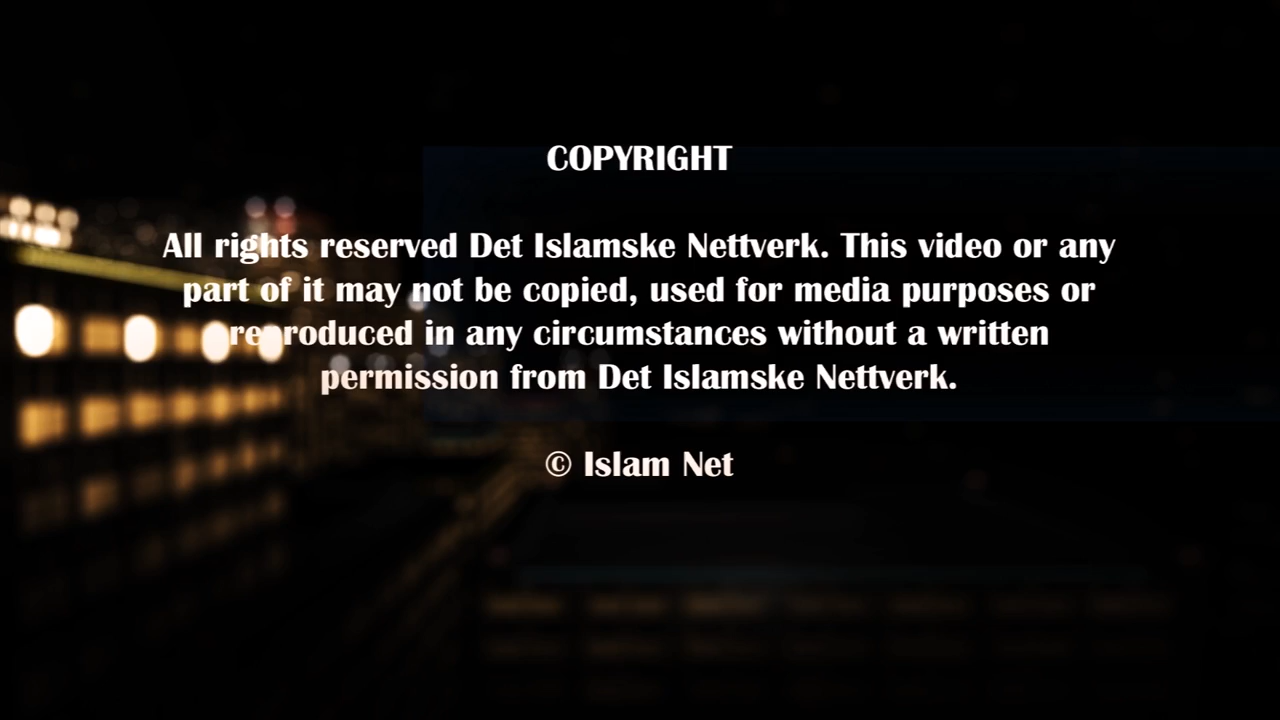 COPYRIGHT
All rights reserved Det Islamske Nettverk. This video or any
part of it may not be copied, used for media purposes or
reproduced in any circumstances without a written
permission from Det Islamske Nettverk.
© Islam Net